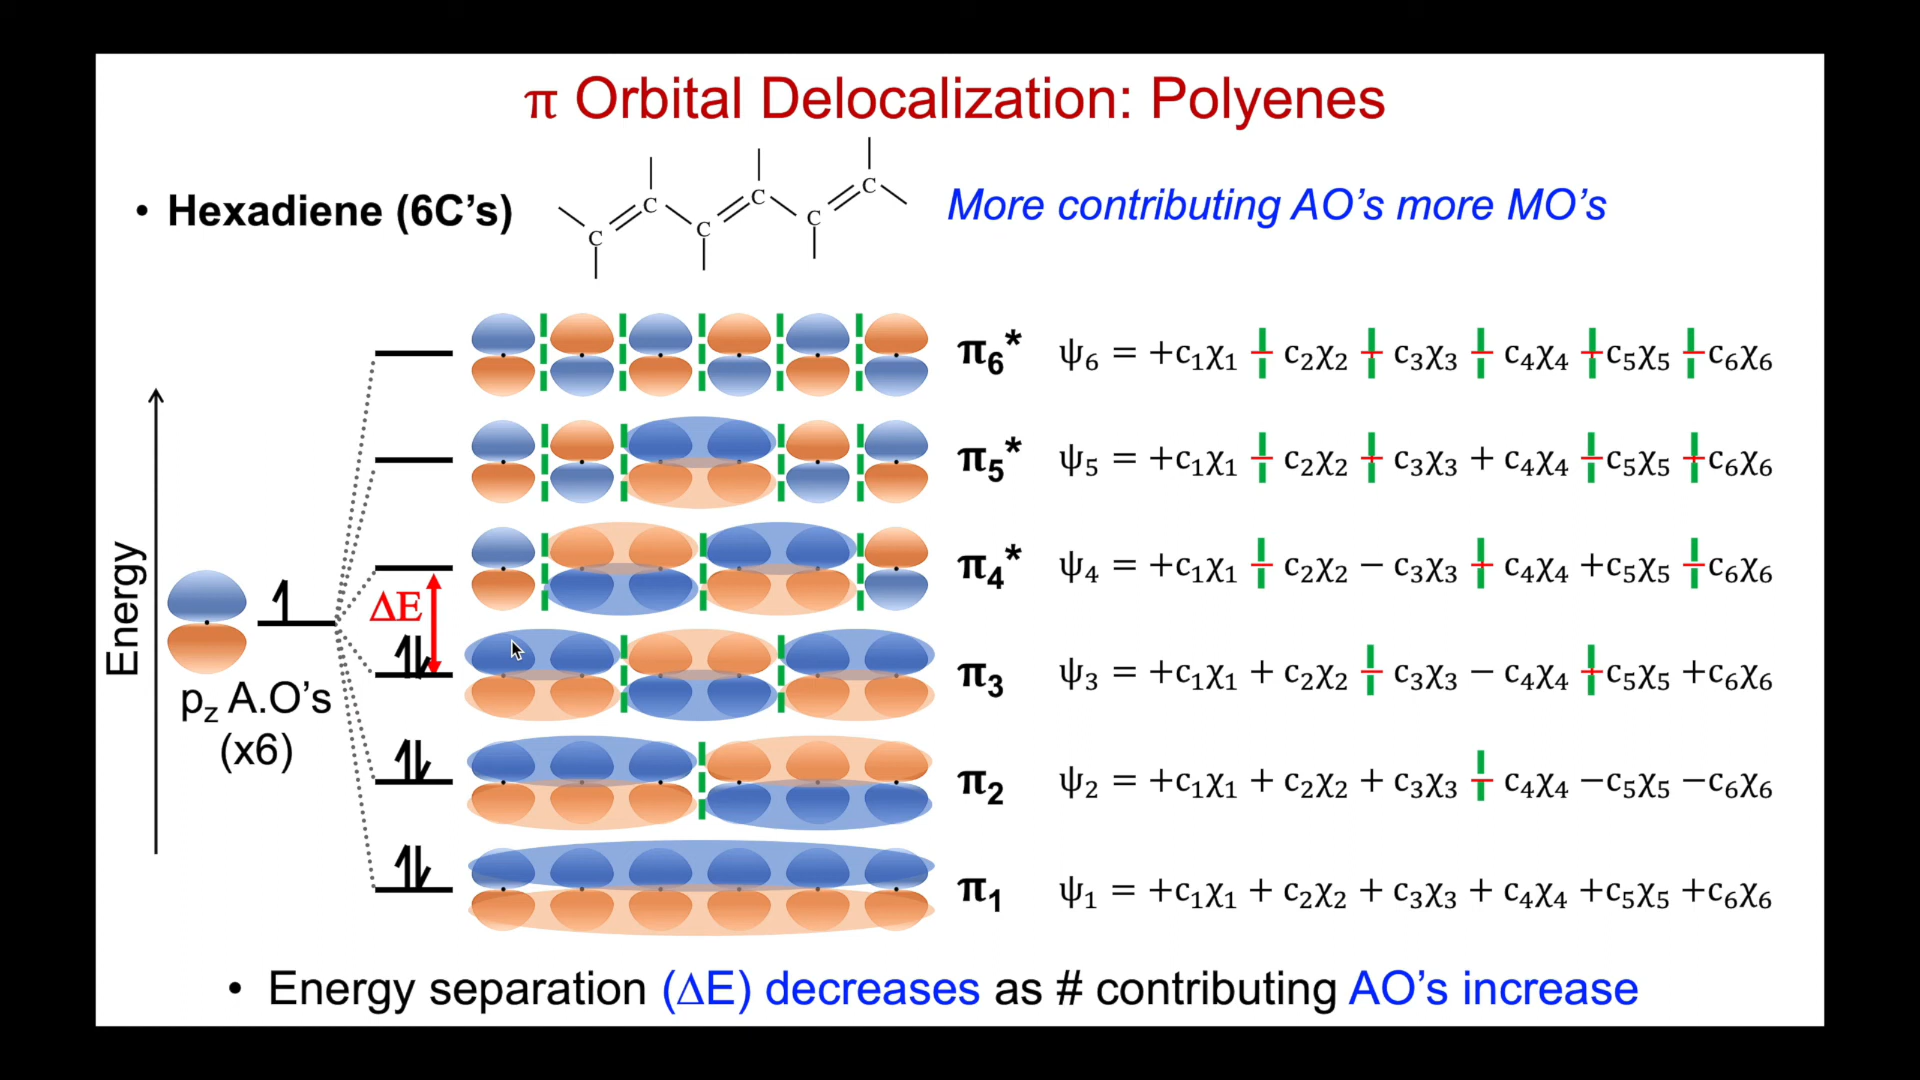 π Orbital Delocalization: Polyenes
• Hexadiene (6C's)
C C C C C C
More contributing AO's more MO's
π₆* ψ₆ = +c₁χ₁ − c₂χ₂ + c₃χ₃ − c₄χ₄ + c₅χ₅ − c₆χ₆
π₅* ψ₅ = +c₁χ₁ − c₂χ₂ + c₃χ₃ + c₄χ₄ − c₅χ₅ + c₆χ₆
π₄* ψ₄ = +c₁χ₁ − c₂χ₂ − c₃χ₃ + c₄χ₄ +c₅χ₅ − c₆χ₆
ΔE
π₃ ψ₃ = +c₁χ₁ + c₂χ₂ − c₃χ₃ − c₄χ₄ + c₅χ₅ +c₆χ₆
π₂ ψ₂ = +c₁χ₁ + c₂χ₂ + c₃χ₃ − c₄χ₄ −c₅χ₅ −c₆χ₆
π₁ ψ₁ = +c₁χ₁ + c₂χ₂ + c₃χ₃ + c₄χ₄ +c₅χ₅ +c₆χ₆
Energy
p_z A.O's
(x6)
• Energy separation (ΔE) decreases as # contributing AO's increase